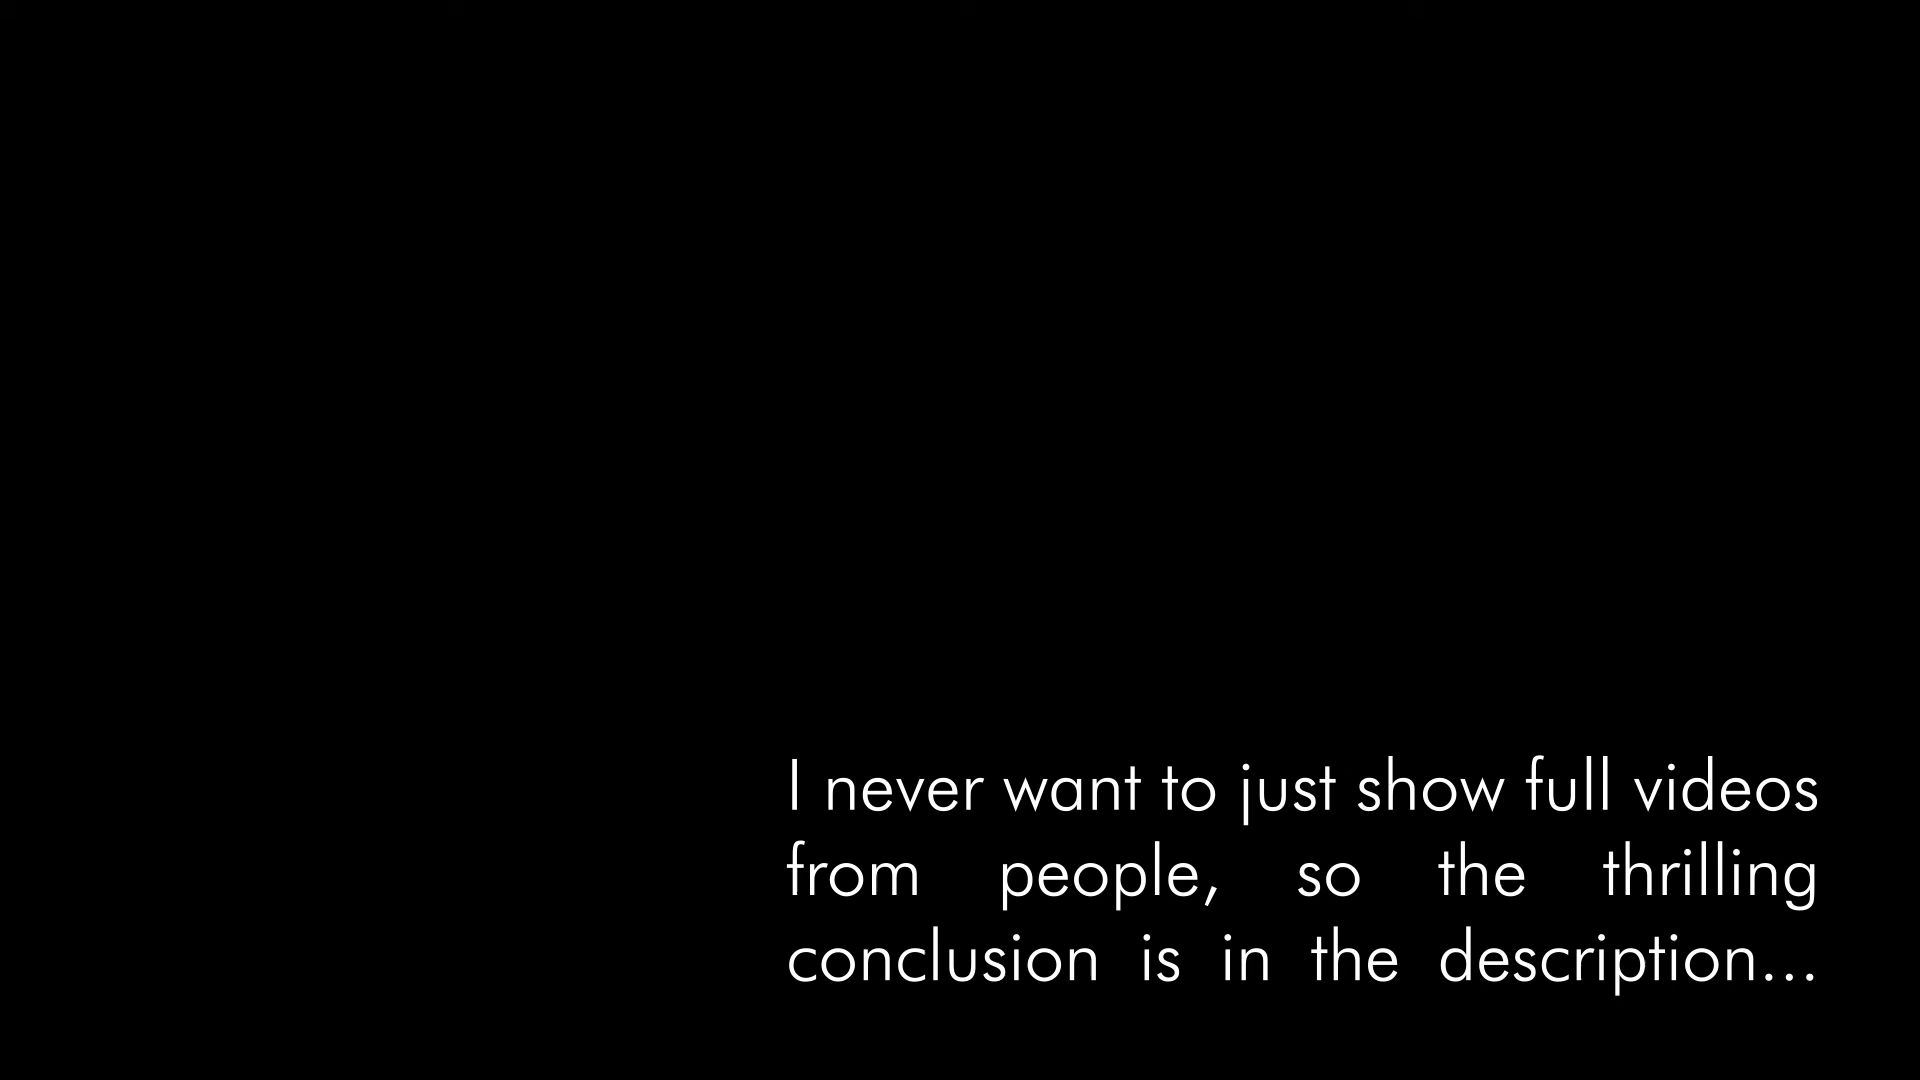 I never want to just show full videos
from people, so the thrilling
conclusion is in the description...